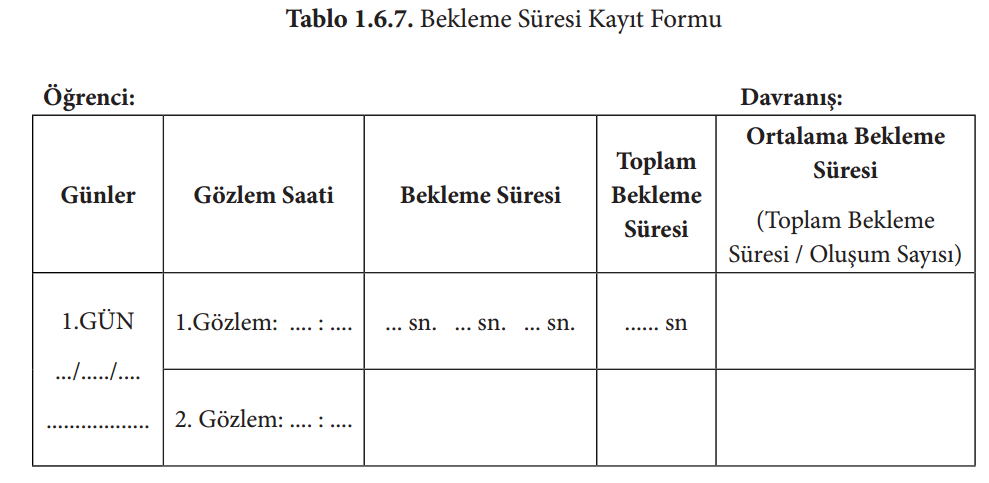 Tablo 1.6.7. Bekleme Süresi Kayıt Formu
Öğrenci: Davranış:
Günler
Gözlem Saati
Bekleme Süresi
Toplam
Bekleme
Süresi
Ortalama Bekleme
Süresi
(Toplam Bekleme
Süresi / Oluşum Sayısı)
1.GÜN
.../...../....
..................
1.Gözlem: .... : ....
... sn. ... sn. ... sn.
...... sn
2. Gözlem: .... : ....